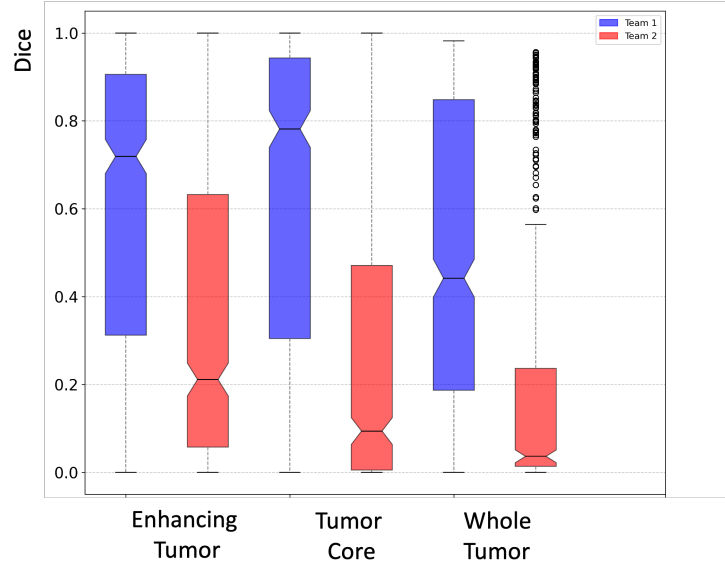 Dice
1.0
0.8
0.6
0.4
0.2
0.0
Team 1
Team 2
Enhancing
Tumor
Tumor
Core
Whole
Tumor